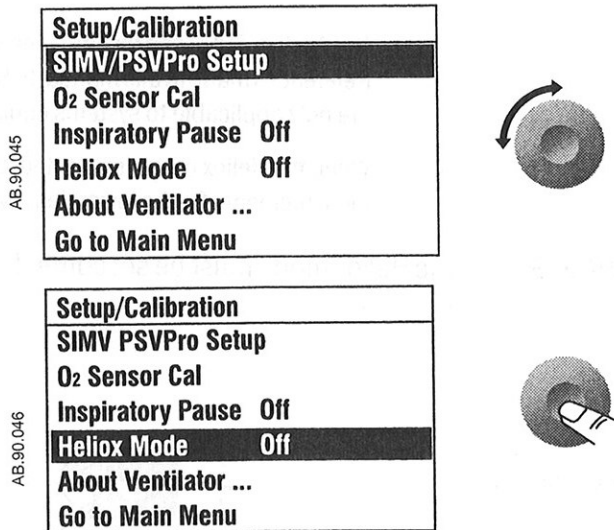 Setup/Calibration
SIMV/PSVPro Setup
O2 Sensor Cal
Inspiratory Pause Off
Heliox Mode Off
About Ventilator ...
Go to Main Menu
AB.90.045
Setup/Calibration
SIMV PSVPro Setup
O2 Sensor Cal
Inspiratory Pause Off
Heliox Mode Off
About Ventilator ...
Go to Main Menu
AB.90.046